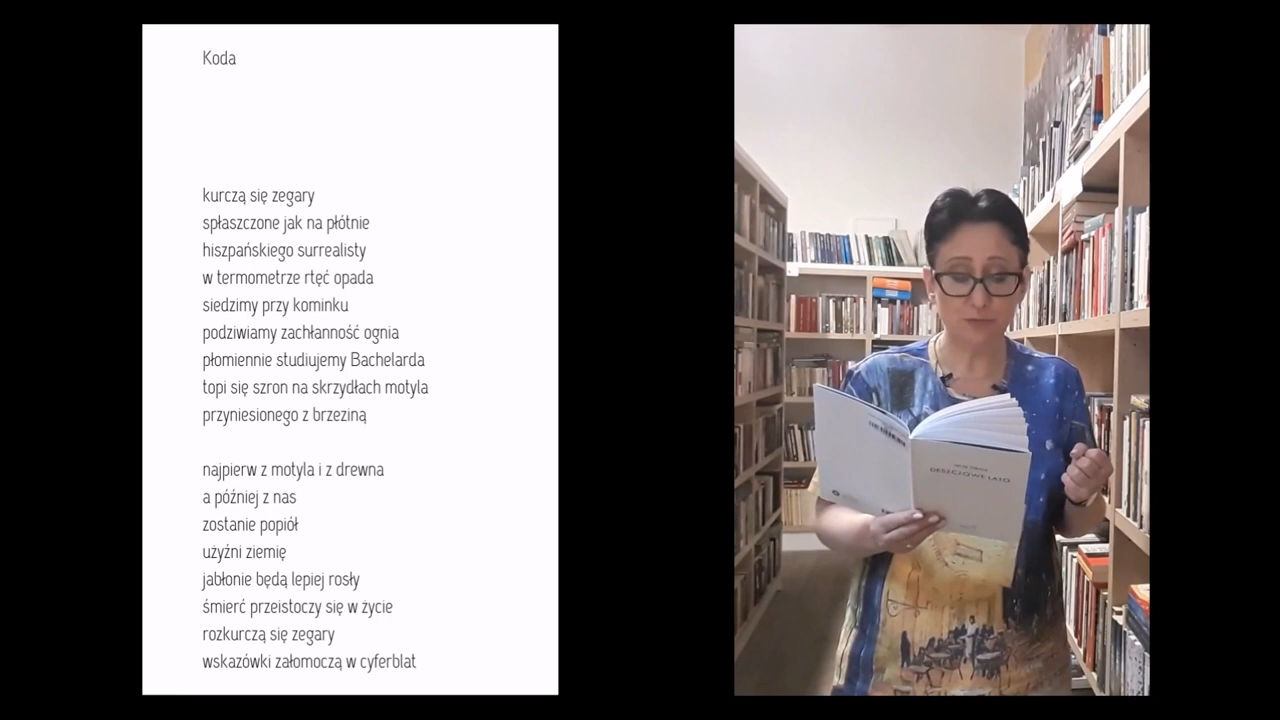 Koda
kurczą się zegary
spłaszczone jak na płótnie
hiszpańskiego surrealisty
w termometrze rtęć opada
siedzimy przy kominku
podziwiamy zachłanność ognia
płomiennie studiujemy Bachelarda
topi się szron na skrzydłach motyla
przyniesionego z brzeziną
najpierw z motyla i z drewna
a później z nas
zostanie popiół
użyźni ziemię
jabłonie będą lepiej rosły
śmierć przeistoczy się w życie
rozkurczą się zegary
wskazówki załomoczą w cyferblat
DESZCZOWE LATO